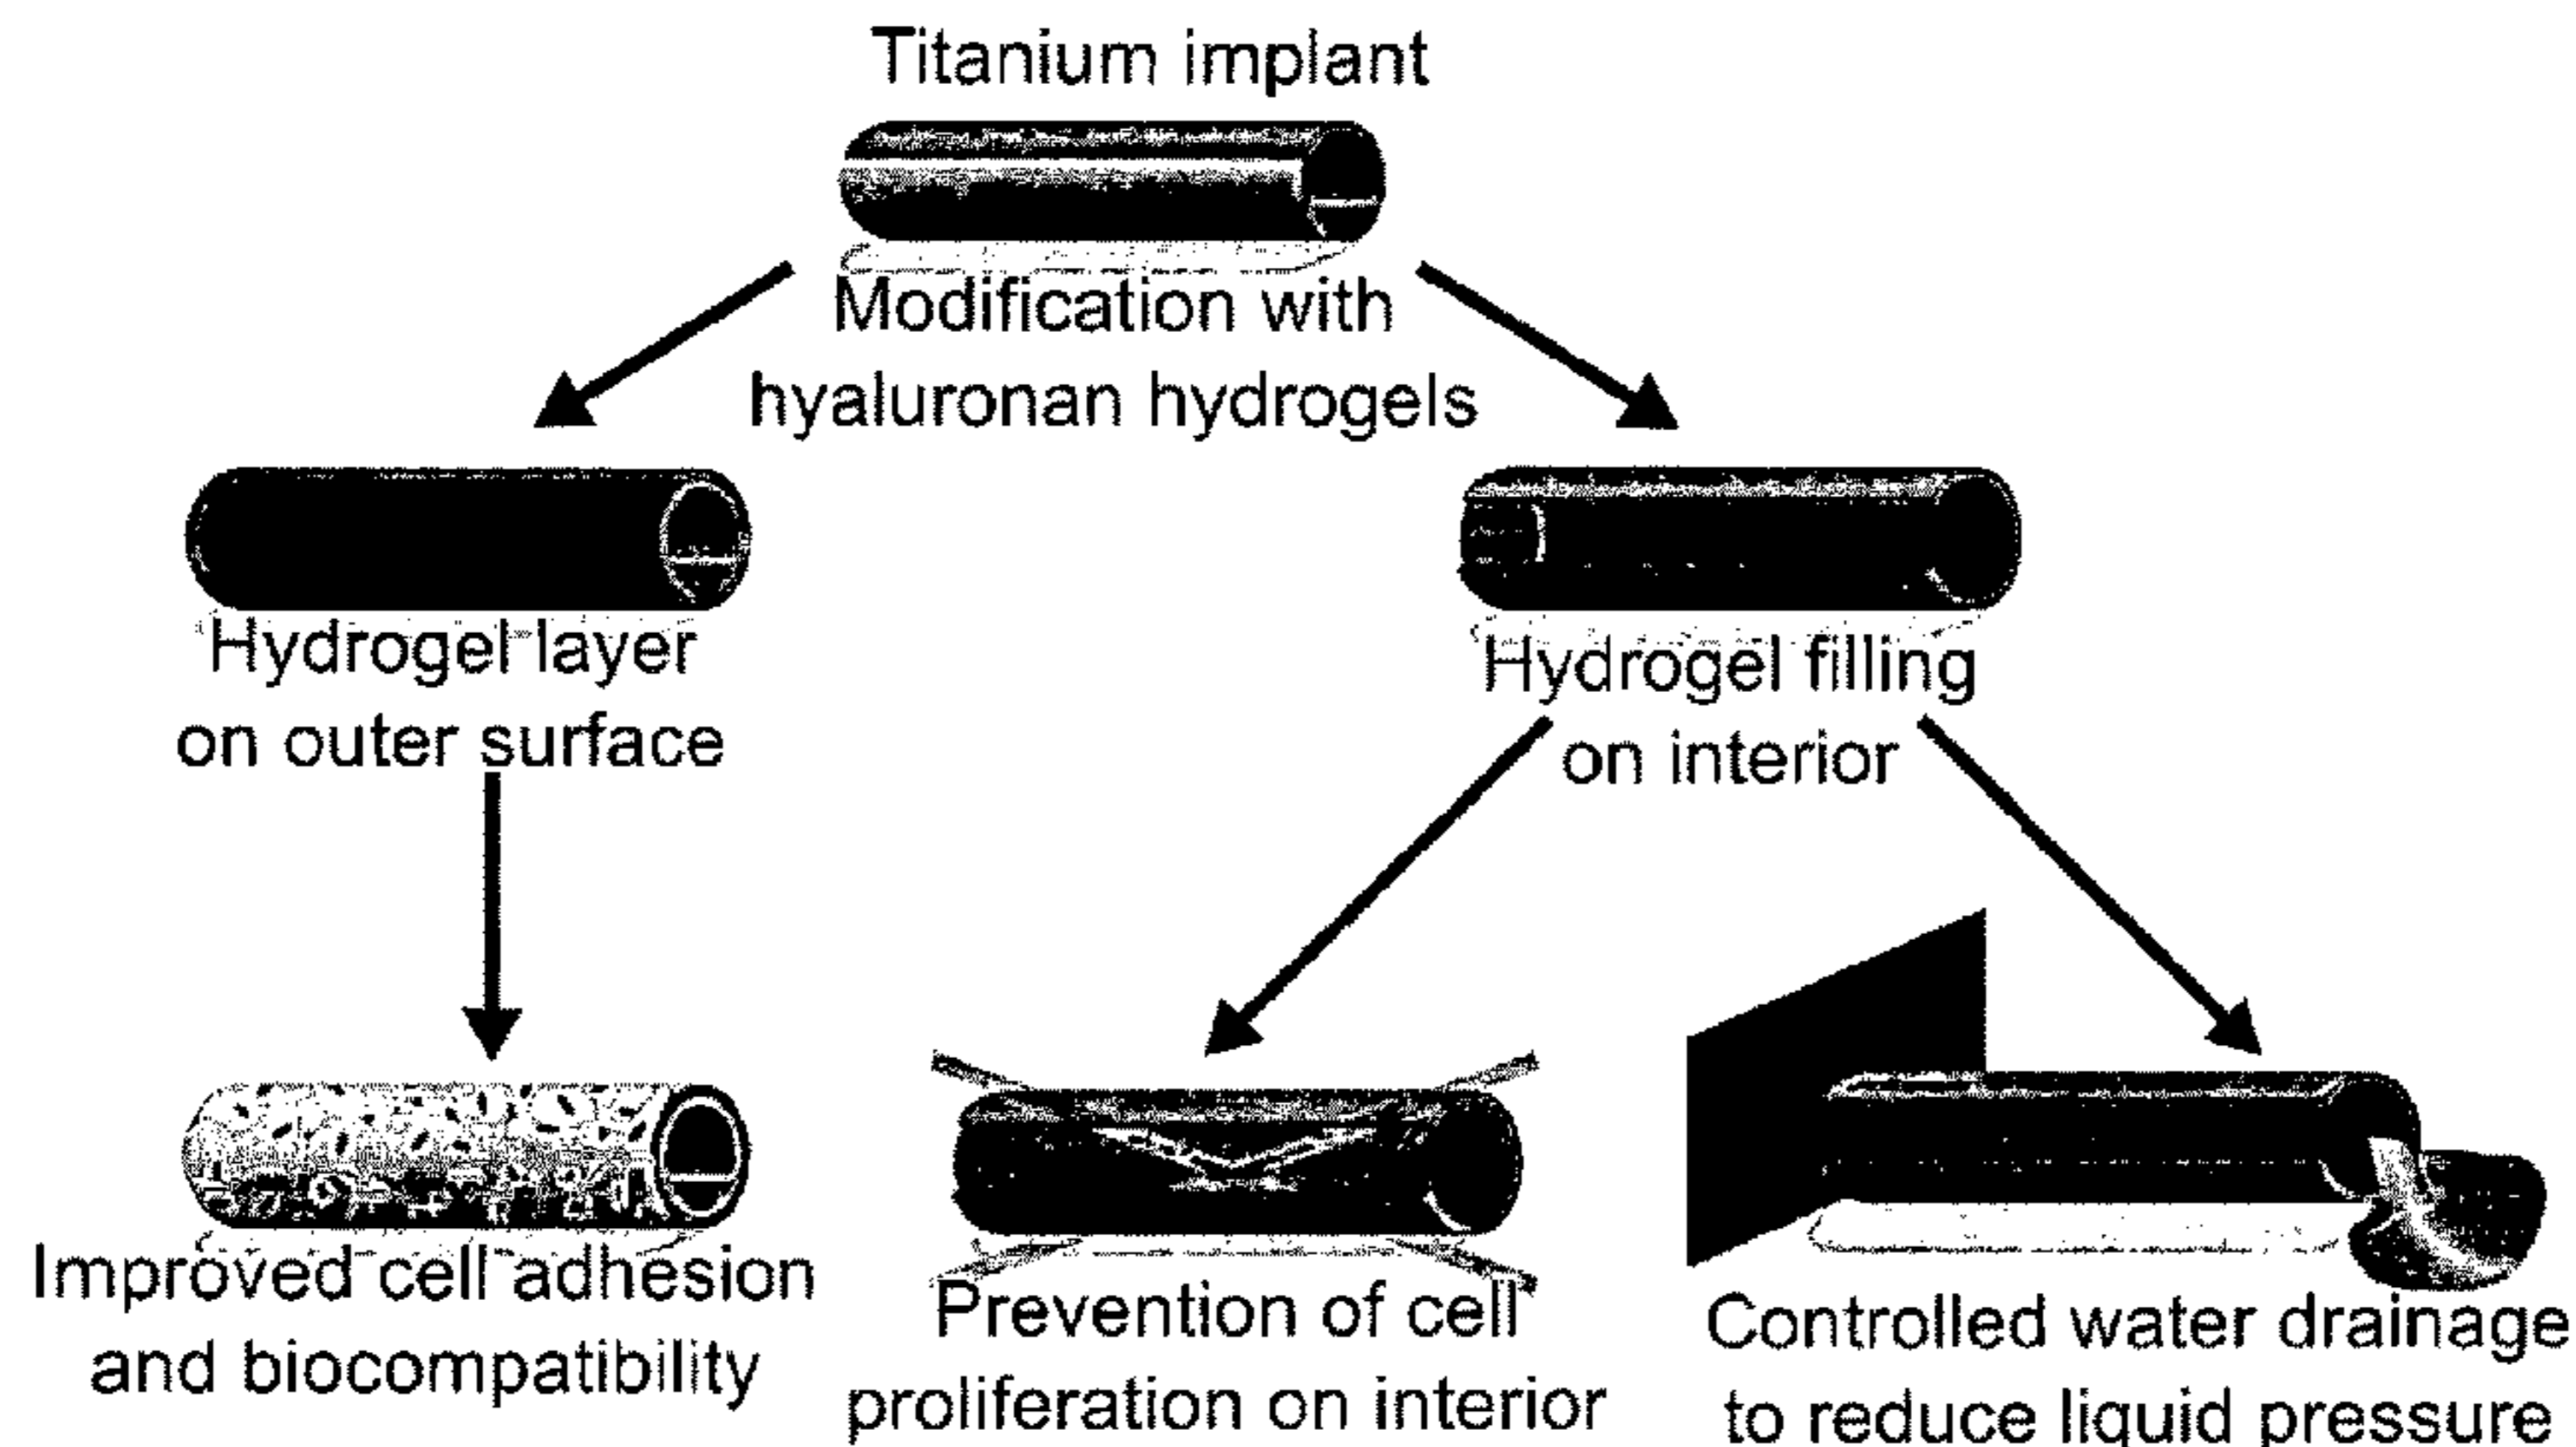 Titanium implant
Modification with
hyaluronan hydrogels
Hydrogel layer
on outer surface
Hydrogel filling
on interior
Improved cell adhesion
and biocompatibility
Prevention of cell
proliferation on interior
Controlled water drainage
to reduce liquid pressure